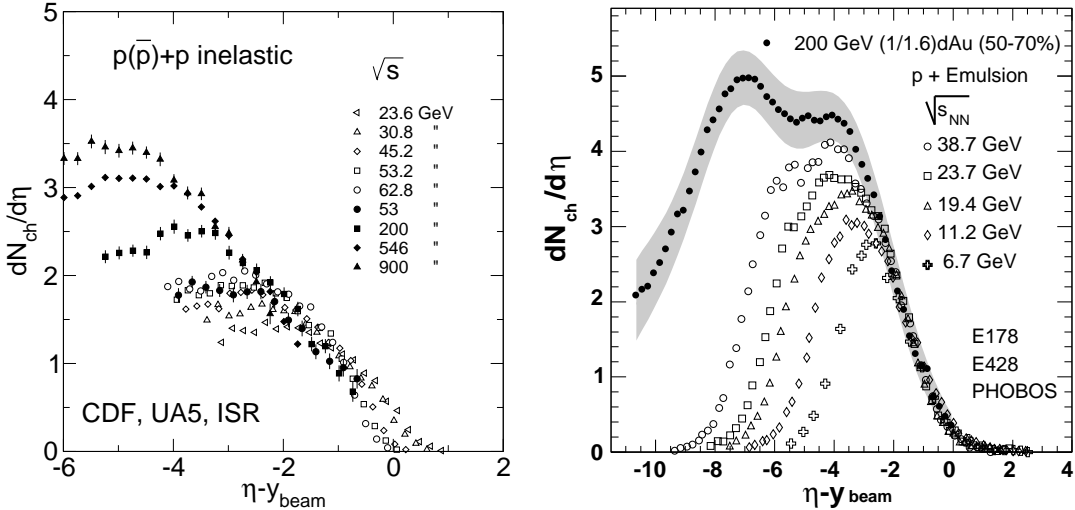 p(p̅)+p inelastic
√s
23.6 GeV
30.8 "
45.2 "
53.2 "
62.8 "
53 "
200 "
546 "
900 "
CDF, UA5, ISR
dN_ch/dη
5
4
3
2
1
0
-6 -4 -2 0 2
η-y_beam
200 GeV (1/1.6)dAu (50-70%)
p + Emulsion
√s_NN
38.7 GeV
23.7 GeV
19.4 GeV
11.2 GeV
6.7 GeV
E178
E428
PHOBOS
dN_ch/dη
5
4
3
2
1
0
-10 -8 -6 -4 -2 0 2 4
η-y_beam